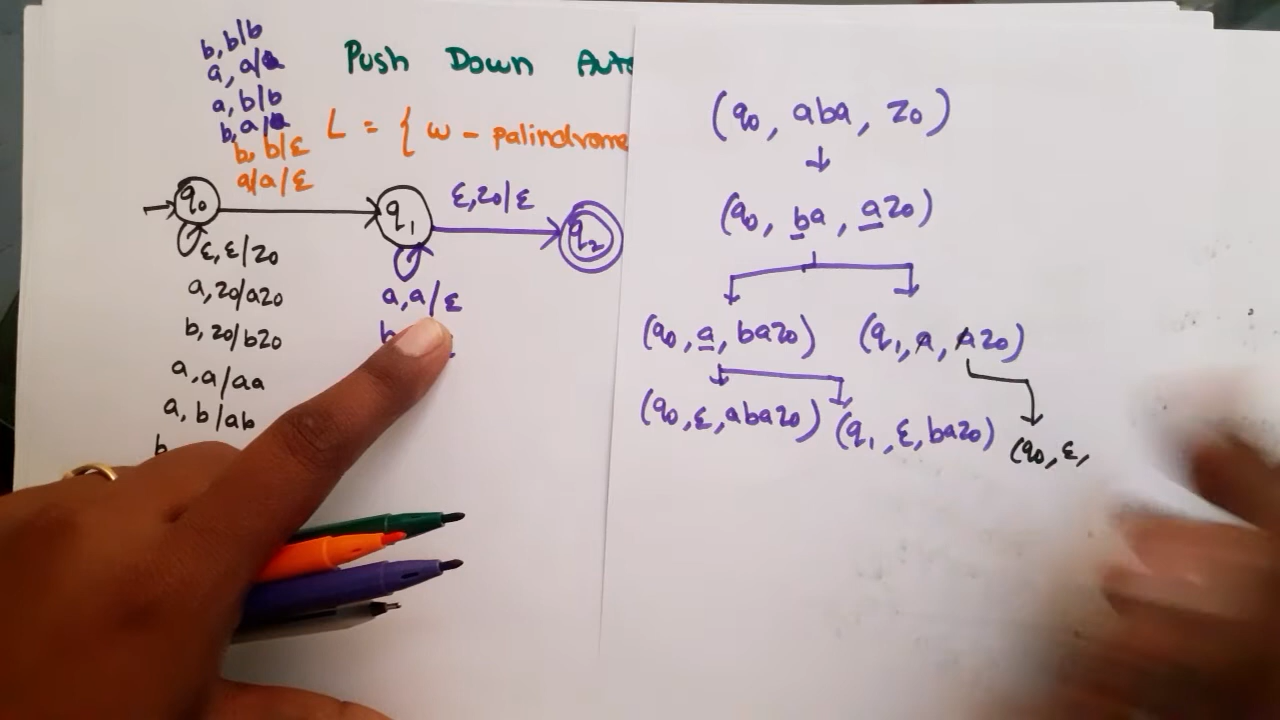 b, b/b
a, a/a
a, b/b
b, a/a
b, b/ε
a/a/ε
Push Down Auto
L = { w - palindrome
q0
q1
ε, z0/ε
q2
ε, ε/z0
a, z0/az0
b, z0/bz0
a, a/aa
a, b/ab
b
a, a/ε
b
(q0, aba, z0)
(q0, ba, az0)
(q0, a, baz0) (q1, a, az0)
(q0, ε, abaz0) (q1, ε, baz0) (q0, ε,